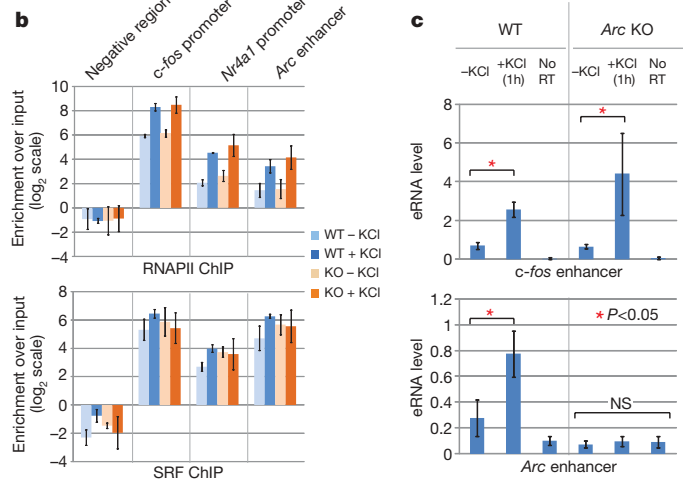 b
Negative region
c-fos promoter
Nr4a1 promoter
Arc enhancer
Enrichment over input
(log2 scale)
10
8
6
4
2
0
−2
−4
RNAPII ChIP
WT − KCl
WT + KCl
KO − KCl
KO + KCl
Enrichment over input
(log2 scale)
8
6
4
2
0
−2
−4
SRF ChIP
c
WT
Arc KO
−KCl
+KCl
(1h)
No
RT
−KCl
+KCl
(1h)
No
RT
eRNA level
8
6
4
2
0
*
*
c-fos enhancer
eRNA level
1.2
1
0.8
0.6
0.4
0.2
0
*
* P<0.05
NS
Arc enhancer